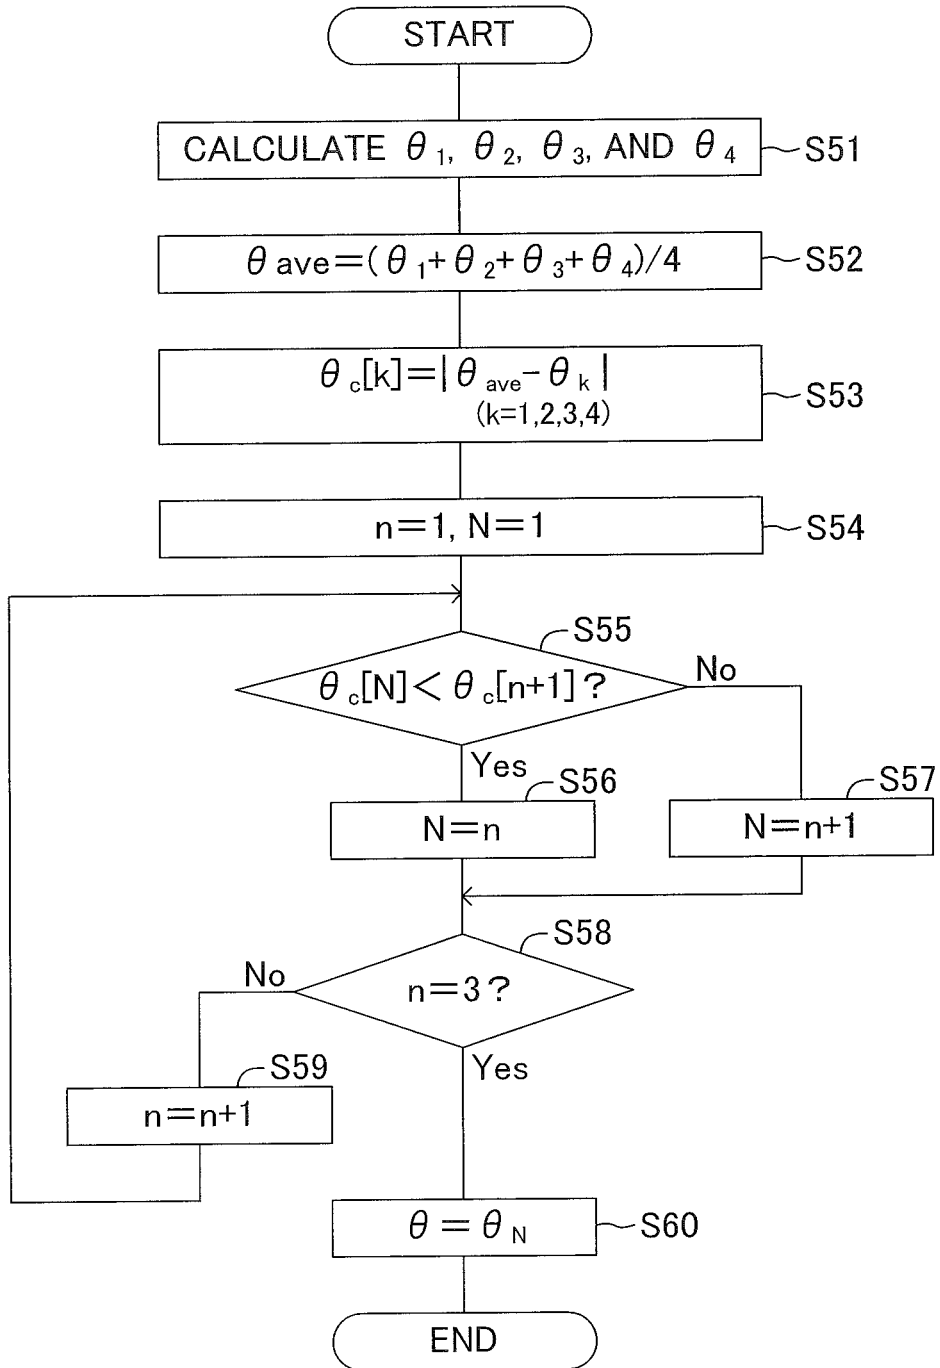 START
CALCULATE θ₁, θ₂, θ₃, AND θ₄
S51
θave=(θ₁+θ₂+θ₃+θ₄)/4
S52
θc[k]=|θave-θk|
(k=1,2,3,4)
S53
n=1, N=1
S54
S55
θc[N]<θc[n+1]?
No
Yes
S56
N=n
S57
N=n+1
S58
n=3?
No
Yes
S59
n=n+1
θ=θN
S60
END